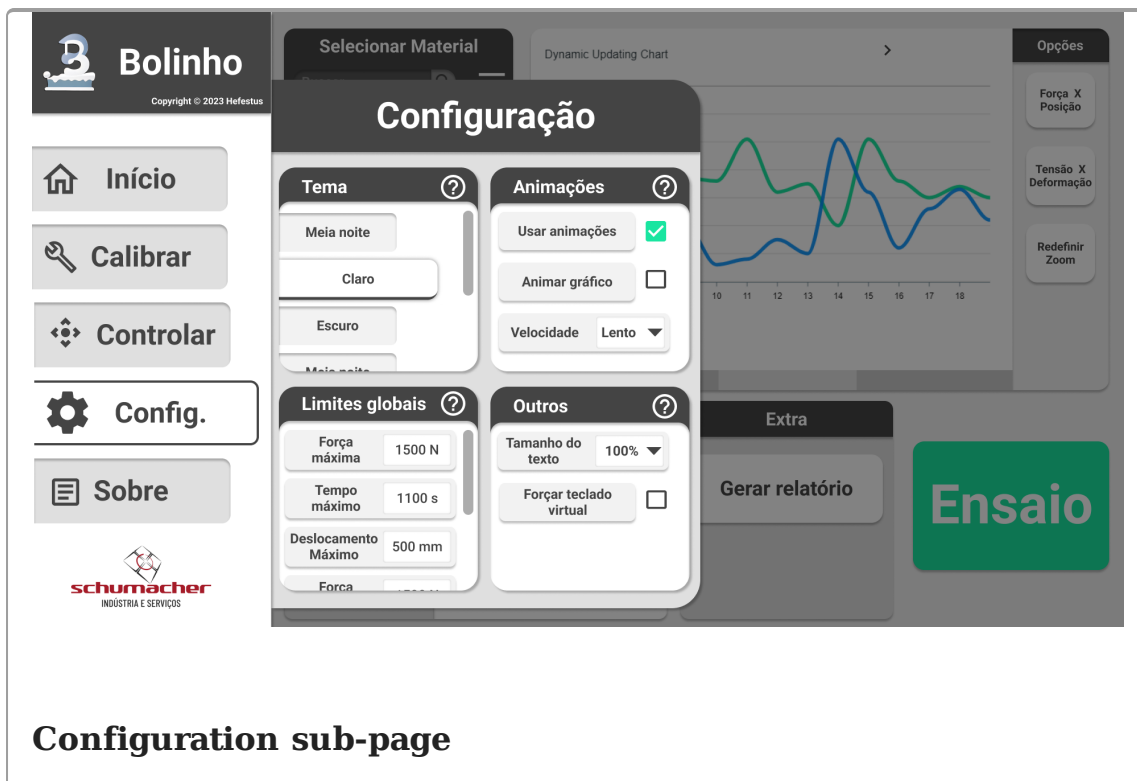 Bolinho
Copyright © 2023 Hefestus
Início
Calibrar
Controlar
Config.
Sobre
schumacher
INDÚSTRIA E SERVIÇOS
Selecionar Material
Configuração
Tema
Meia noite
Claro
Escuro
Meia noite
Animações
Usar animações
Animar gráfico
Velocidade Lento
Limites globais
Força
máxima
1500 N
Tempo
máximo
1100 s
Deslocamento
Máximo
500 mm
Força
Outros
Tamanho do
texto
100%
Forçar teclado
virtual
Dynamic Updating Chart
10 11 12 13 14 15 16 17 18
Opções
Força X
Posição
Tensão X
Deformação
Redefinir
Zoom
Extra
Gerar relatório
Ensaio
Configuration sub-page